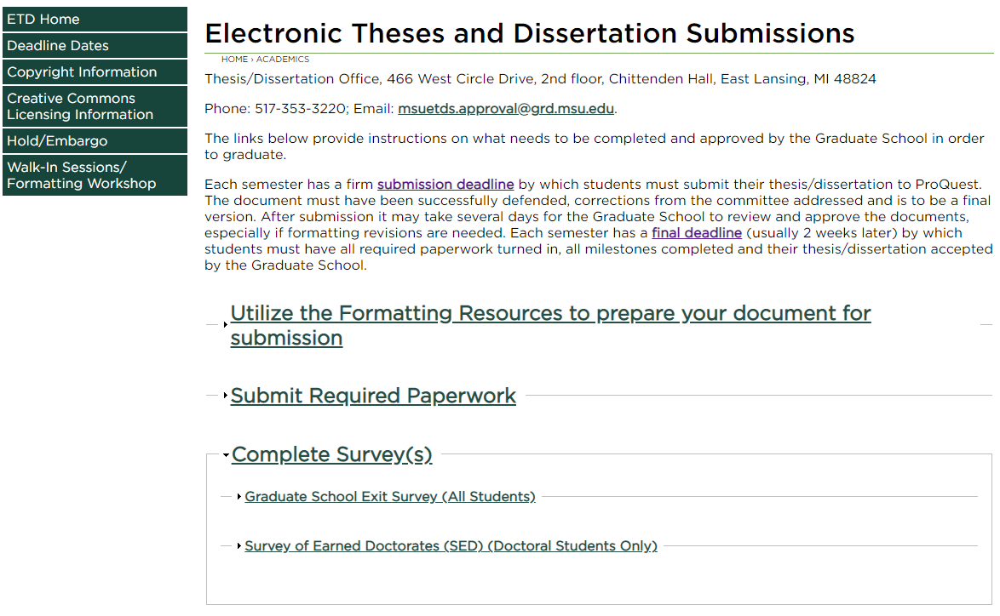 ETD Home
Deadline Dates
Copyright Information
Creative Commons
Licensing Information
Hold/Embargo
Walk-In Sessions/
Formatting Workshop
Electronic Theses and Dissertation Submissions
HOME › ACADEMICS
Thesis/Dissertation Office, 466 West Circle Drive, 2nd floor, Chittenden Hall, East Lansing, MI 48824
Phone: 517-353-3220; Email: msuetds.approval@grd.msu.edu.
The links below provide instructions on what needs to be completed and approved by the Graduate School in order
to graduate.
Each semester has a firm submission deadline by which students must submit their thesis/dissertation to ProQuest.
The document must have been successfully defended, corrections from the committee addressed and is to be a final
version. After submission it may take several days for the Graduate School to review and approve the documents,
especially if formatting revisions are needed. Each semester has a final deadline (usually 2 weeks later) by which
students must have all required paperwork turned in, all milestones completed and their thesis/dissertation accepted
by the Graduate School.
Utilize the Formatting Resources to prepare your document for
submission
Submit Required Paperwork
Complete Survey(s)
Graduate School Exit Survey (All Students)
Survey of Earned Doctorates (SED) (Doctoral Students Only)